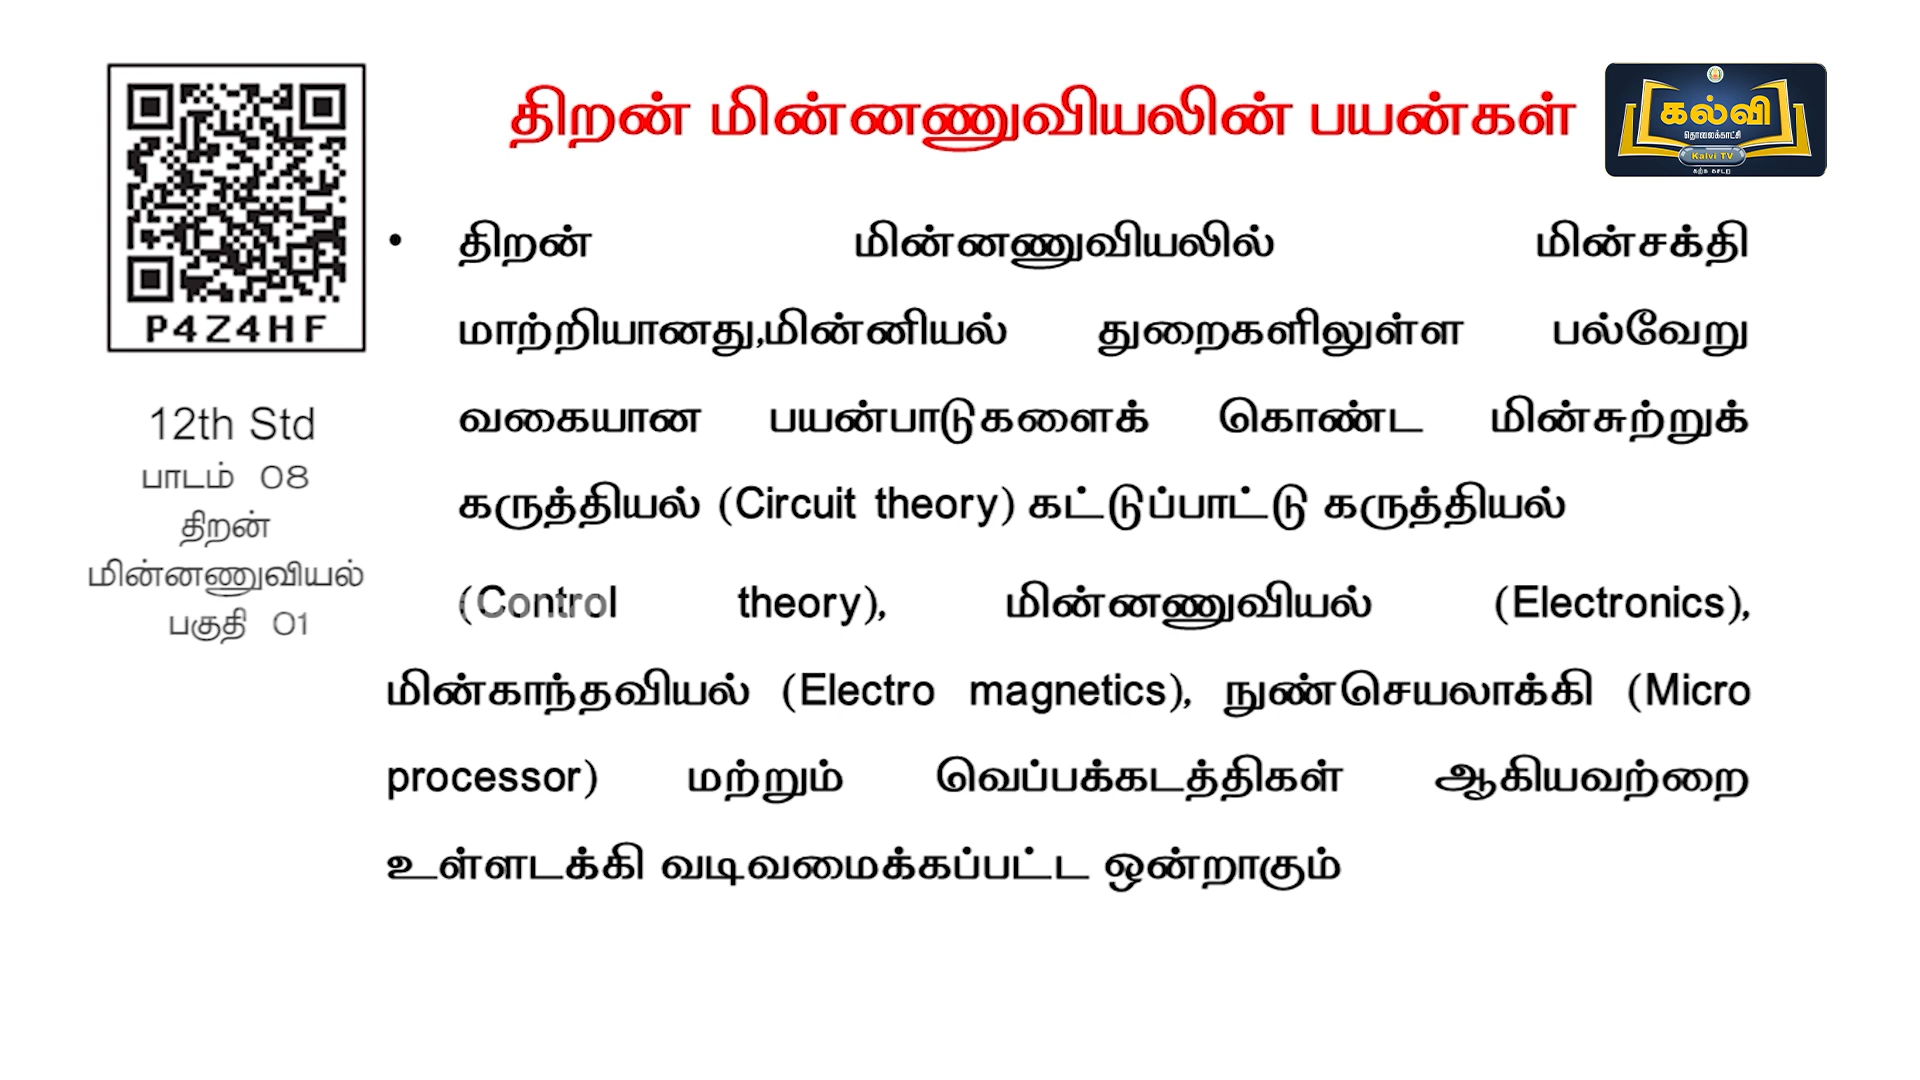 திறன் மின்னணுவியலின் பயன்கள்
கல்வி
தொலைக்காட்சி
Kalvi TV
கற்க கசடற
P4Z4HF
12th Std
பாடம் 08
திறன்
மின்னணுவியல்
பகுதி 01
• திறன் மின்னணுவியலில் மின்சக்தி
மாற்றியானது,மின்னியல் துறைகளிலுள்ள பல்வேறு
வகையான பயன்பாடுகளைக் கொண்ட மின்சுற்றுக்
கருத்தியல் (Circuit theory) கட்டுப்பாட்டு கருத்தியல்
(Control theory), மின்னணுவியல் (Electronics),
மின்காந்தவியல் (Electro magnetics), நுண்செயலாக்கி (Micro
processor) மற்றும் வெப்பக்கடத்திகள் ஆகியவற்றை
உள்ளடக்கி வடிவமைக்கப்பட்ட ஒன்றாகும்